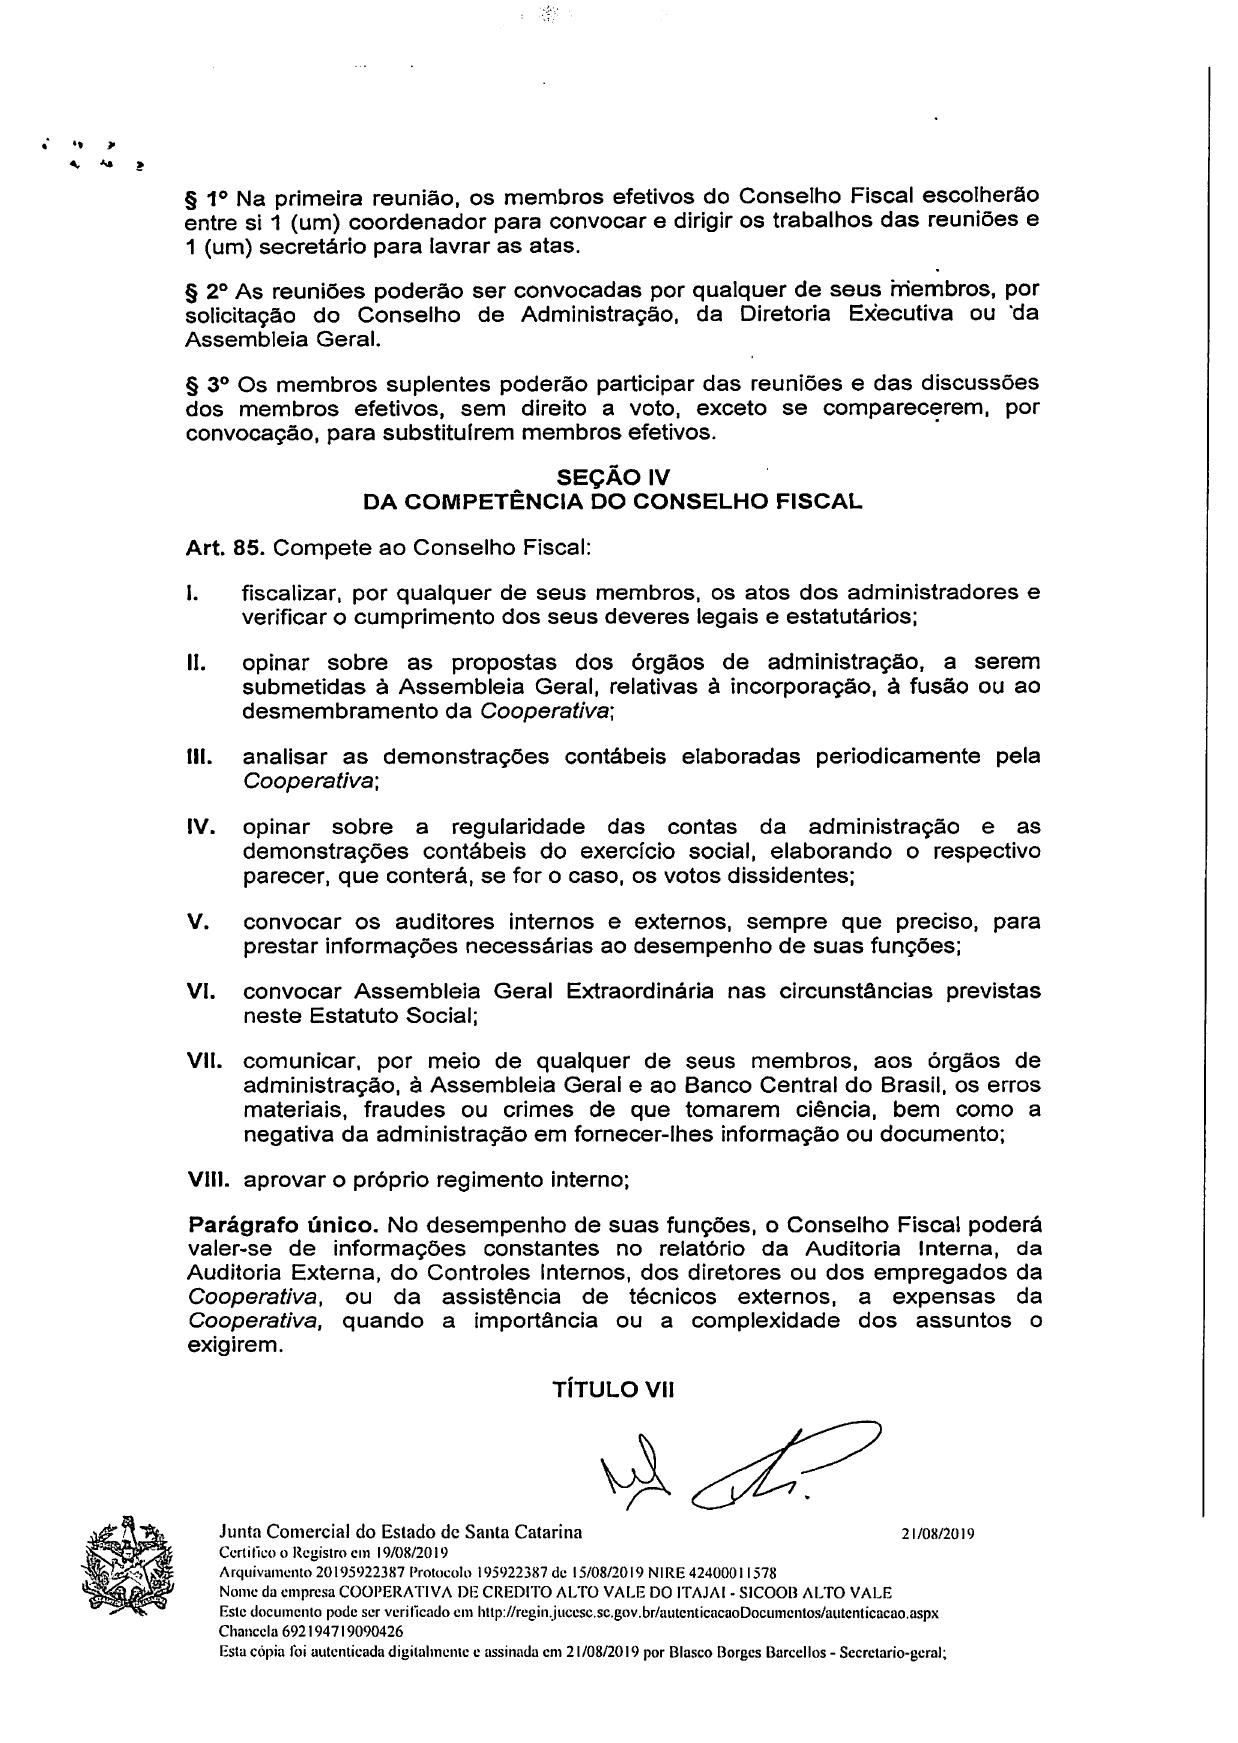 § 1º Na primeira reunião, os membros efetivos do Conselho Fiscal escolherão
entre si 1 (um) coordenador para convocar e dirigir os trabalhos das reuniões e
1 (um) secretário para lavrar as atas.
§ 2º As reuniões poderão ser convocadas por qualquer de seus membros, por
solicitação do Conselho de Administração, da Diretoria Executiva ou da
Assembleia Geral.
§ 3º Os membros suplentes poderão participar das reuniões e das discussões
dos membros efetivos, sem direito a voto, exceto se comparecerem, por
convocação, para substituírem membros efetivos.
SEÇÃO IV
DA COMPETÊNCIA DO CONSELHO FISCAL
Art. 85. Compete ao Conselho Fiscal:
I. fiscalizar, por qualquer de seus membros, os atos dos administradores e
verificar o cumprimento dos seus deveres legais e estatutários;
II. opinar sobre as propostas dos órgãos de administração, a serem
submetidas à Assembleia Geral, relativas à incorporação, à fusão ou ao
desmembramento da Cooperativa;
III. analisar as demonstrações contábeis elaboradas periodicamente pela
Cooperativa;
IV. opinar sobre a regularidade das contas da administração e as
demonstrações contábeis do exercício social, elaborando o respectivo
parecer, que conterá, se for o caso, os votos dissidentes;
V. convocar os auditores internos e externos, sempre que preciso, para
prestar informações necessárias ao desempenho de suas funções;
VI. convocar Assembleia Geral Extraordinária nas circunstâncias previstas
neste Estatuto Social;
VII. comunicar, por meio de qualquer de seus membros, aos órgãos de
administração, à Assembleia Geral e ao Banco Central do Brasil, os erros
materiais, fraudes ou crimes de que tomarem ciência, bem como a
negativa da administração em fornecer-lhes informação ou documento;
VIII. aprovar o próprio regimento interno;
Parágrafo único. No desempenho de suas funções, o Conselho Fiscal poderá
valer-se de informações constantes no relatório da Auditoria Interna, da
Auditoria Externa, do Controles Internos, dos diretores ou dos empregados da
Cooperativa, ou da assistência de técnicos externos, a expensas da
Cooperativa, quando a importância ou a complexidade dos assuntos o
exigirem.
TÍTULO VII
Junta Comercial do Estado de Santa Catarina 21/08/2019
Certifico o Registro em 19/08/2019
Arquivamento 20195922387 Protocolo 195922387 de 15/08/2019 NIRE 42400011578
Nome da empresa COOPERATIVA DE CREDITO ALTO VALE DO ITAJAI - SICOOB ALTO VALE
Este documento pode ser verificado em http://regin.jucesc.sc.gov.br/autenticacaoDocumentos/autenticacao.aspx
Chancela 692194719090426
Esta cópia foi autenticada digitalmente e assinada em 21/08/2019 por Blasco Borges Barcellos - Secretario-geral;